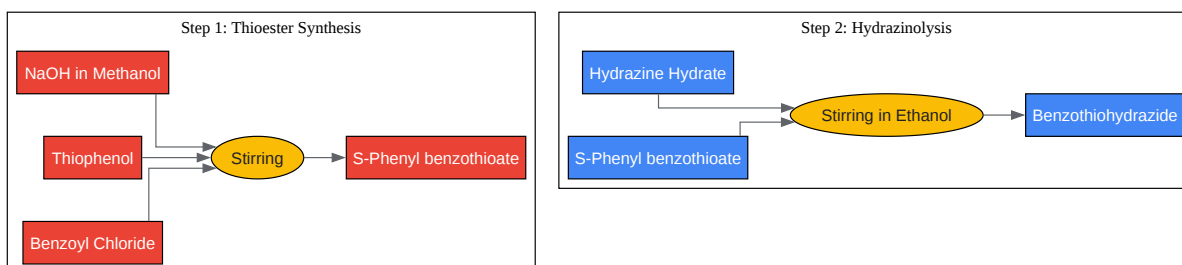 Step 1: Thioester Synthesis
NaOH in Methanol
Thiophenol
Stirring
S-Phenyl benzothioate
Benzoyl Chloride
Step 2: Hydrazinolysis
Hydrazine Hydrate
Stirring in Ethanol
Benzothiohydrazide
S-Phenyl benzothioate